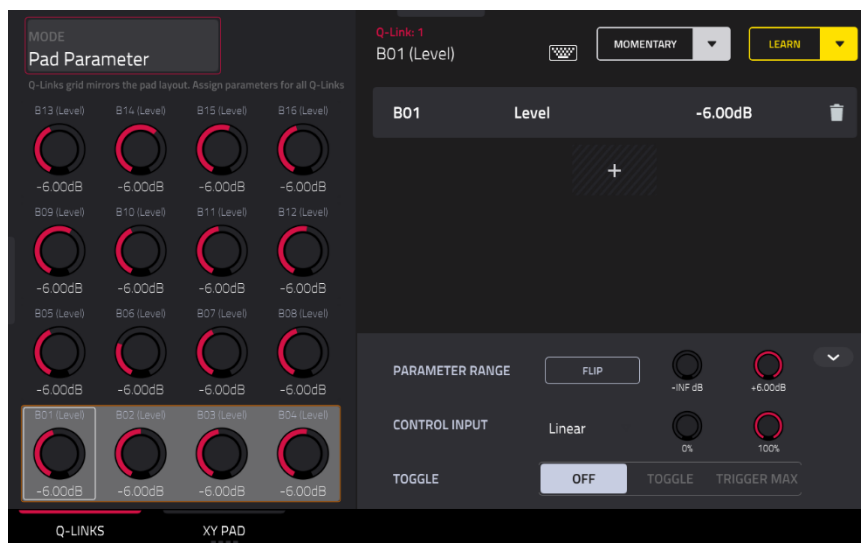 MODE
Pad Parameter
Q-Links grid mirrors the pad layout. Assign parameters for all Q-Links
B13 (Level) B14 (Level) B15 (Level) B16 (Level)
-6.00dB -6.00dB -6.00dB -6.00dB
B09 (Level) B10 (Level) B11 (Level) B12 (Level)
-6.00dB -6.00dB -6.00dB -6.00dB
B05 (Level) B06 (Level) B07 (Level) B08 (Level)
-6.00dB -6.00dB -6.00dB -6.00dB
B01 (Level) B02 (Level) B03 (Level) B04 (Level)
-6.00dB -6.00dB -6.00dB -6.00dB
Q-LINKS XY PAD
Q-Link: 1
B01 (Level)
MOMENTARY LEARN
B01 Level -6.00dB
+
PARAMETER RANGE FLIP -INF dB +6.00dB
CONTROL INPUT Linear 0% 100%
TOGGLE OFF TOGGLE TRIGGER MAX